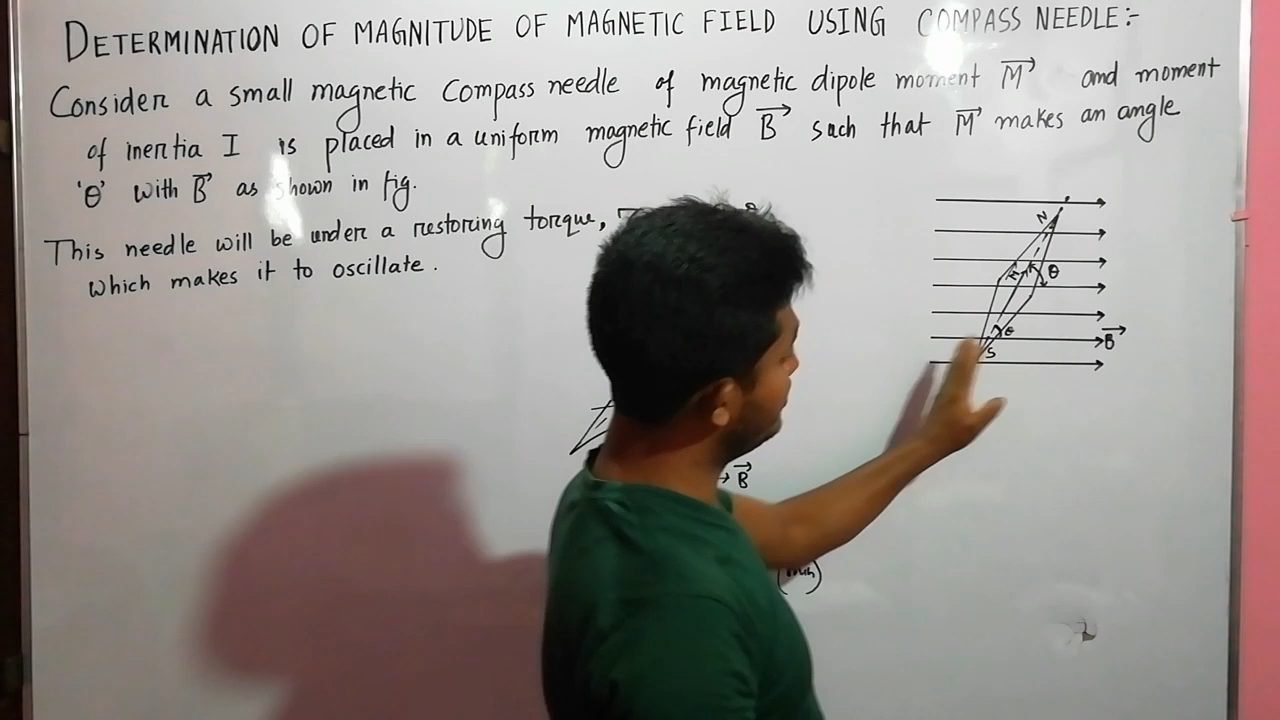 DETERMINATION OF MAGNITUDE OF MAGNETIC FIELD USING COMPASS NEEDLE:-
Consider a small magnetic Compass needle of magnetic dipole moment M⃗ and moment
of inertia I is placed in a uniform magnetic field B⃗ such that M⃗ makes an angle
'θ' with B⃗ as shown in fig.
This needle will be under a restoring torque,
which makes it to oscillate.
N
θ
θ
S
B⃗
→ B⃗